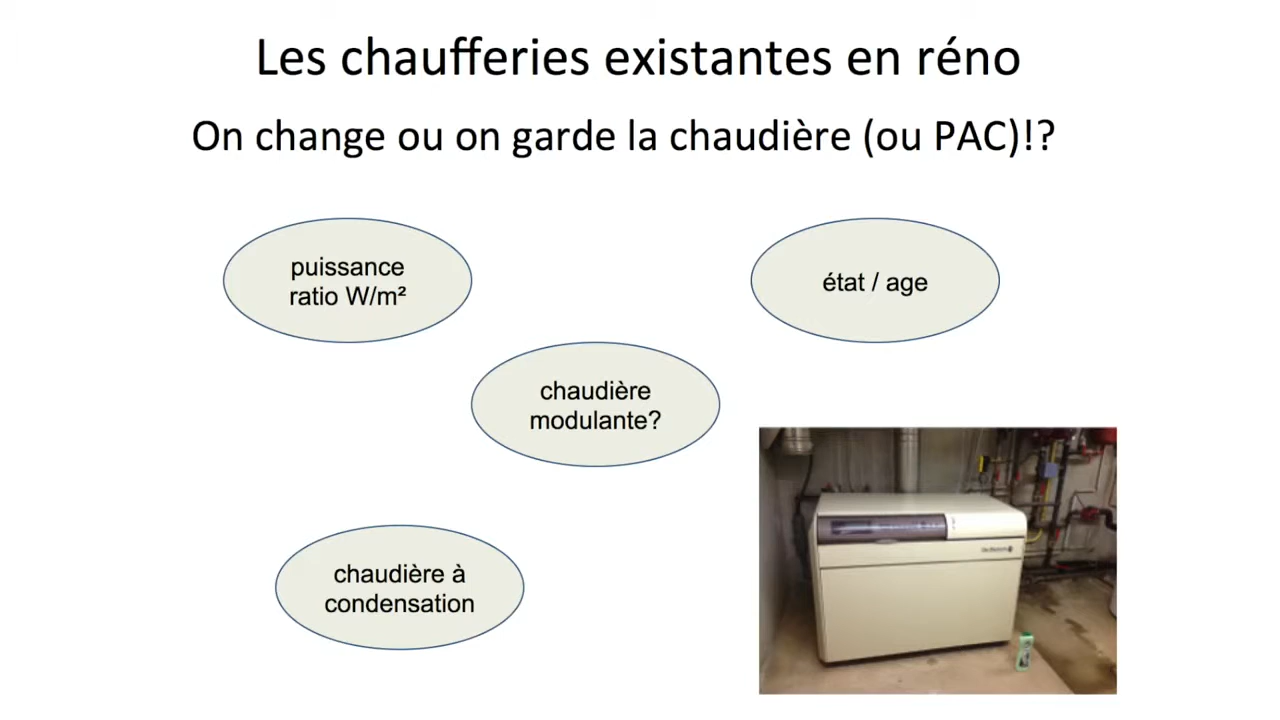 Les chaufferies existantes en réno
On change ou on garde la chaudière (ou PAC)!?
puissance
ratio W/m²
état / age
chaudière
modulante?
chaudière à
condensation